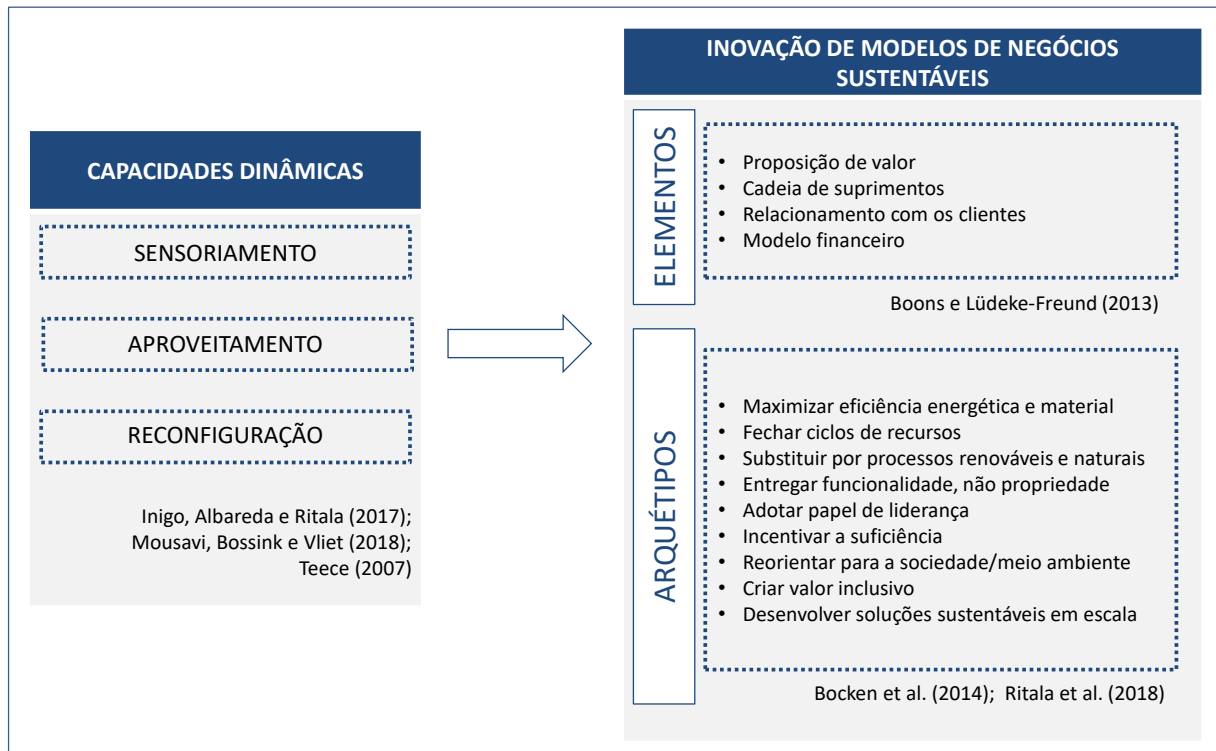 CAPACIDADES DINÂMICAS
SENSORIAMENTO
APROVEITAMENTO
RECONFIGURAÇÃO
Inigo, Albareda e Ritala (2017);
Mousavi, Bossink e Vliet (2018);
Teece (2007)
INOVAÇÃO DE MODELOS DE NEGÓCIOS
SUSTENTÁVEIS
ELEMENTOS
• Proposição de valor
• Cadeia de suprimentos
• Relacionamento com os clientes
• Modelo financeiro
Boons e Lüdeke-Freund (2013)
ARQUÉTIPOS
• Maximizar eficiência energética e material
• Fechar ciclos de recursos
• Substituir por processos renováveis e naturais
• Entregar funcionalidade, não propriedade
• Adotar papel de liderança
• Incentivar a suficiência
• Reorientar para a sociedade/meio ambiente
• Criar valor inclusivo
• Desenvolver soluções sustentáveis em escala
Bocken et al. (2014); Ritala et al. (2018)